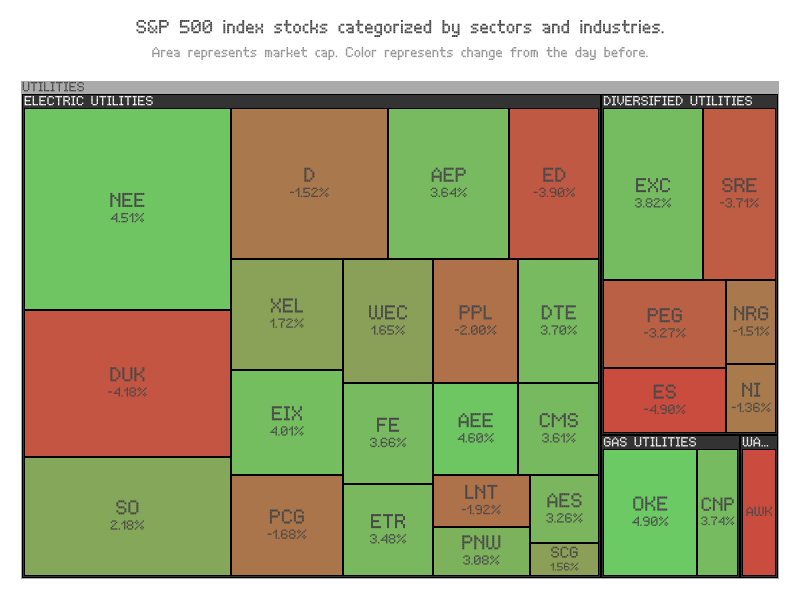 S&P 500 index stocks categorized by sectors and industries.
Area represents market cap. Color represents change from the day before.
UTILITIES
ELECTRIC UTILITIES
NEE
4.51%
DUK
-4.18%
SO
2.18%
D
-1.52%
AEP
3.64%
ED
-3.90%
XEL
1.72%
WEC
1.65%
PPL
-2.00%
DTE
3.70%
EIX
4.01%
FE
3.66%
AEE
4.60%
CMS
3.61%
PCG
-1.68%
ETR
3.48%
LNT
-1.92%
AES
3.26%
PNW
3.08%
SCG
1.56%
DIVERSIFIED UTILITIES
EXC
3.82%
SRE
-3.71%
PEG
-3.27%
NRG
-1.51%
ES
-4.90%
NI
-1.36%
GAS UTILITIES
OKE
4.90%
CNP
3.74%
WA...
AWK